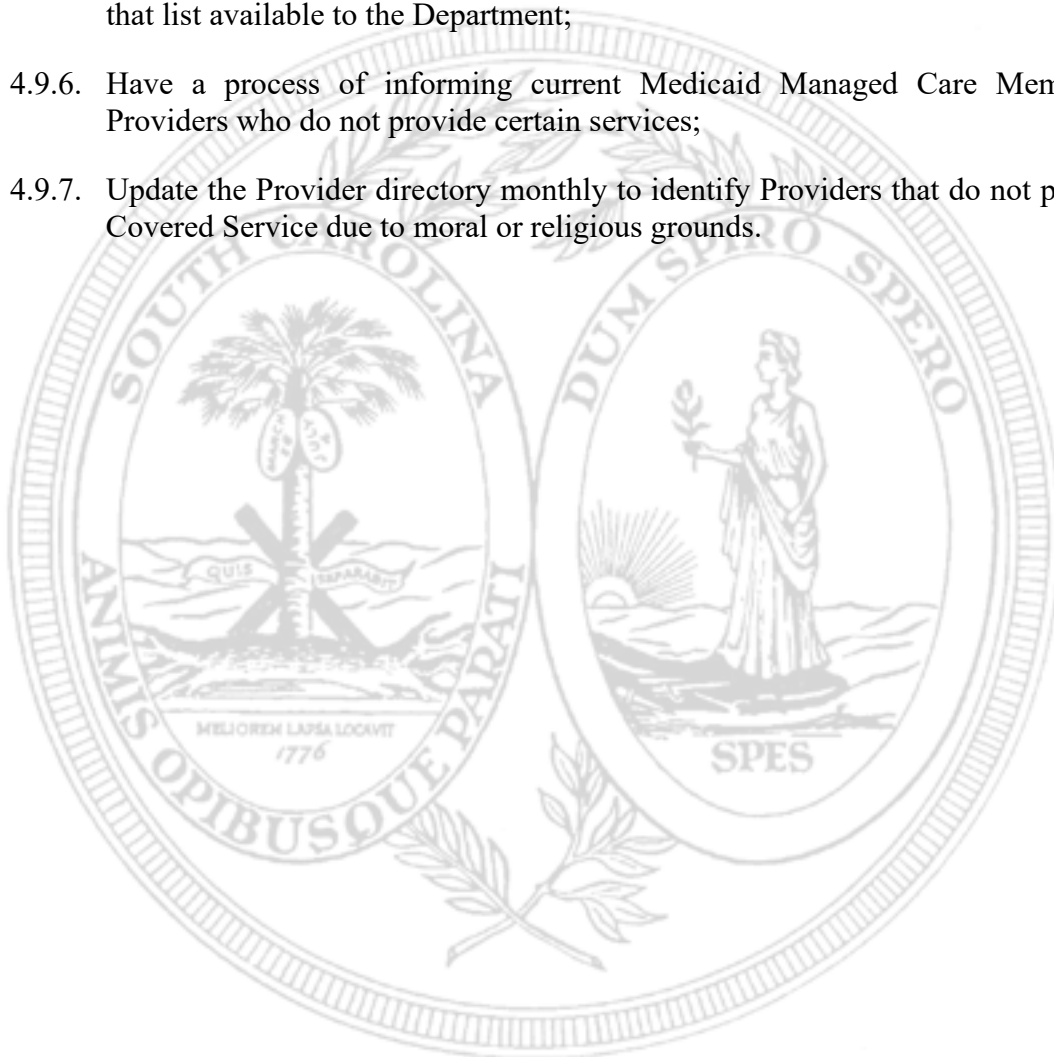 that list available to the Department;
4.9.6. Have a process of informing current Medicaid Managed Care Mem
Providers who do not provide certain services;
4.9.7. Update the Provider directory monthly to identify Providers that do not p
Covered Service due to moral or religious grounds.
SOUTH CAROLINA
DUM SPIRO SPERO
QUIS SEPARABIT
ANIMIS OPIBUSQUE PARATI
MELIOREM LAPSA LOCAVIT
1776
SPES